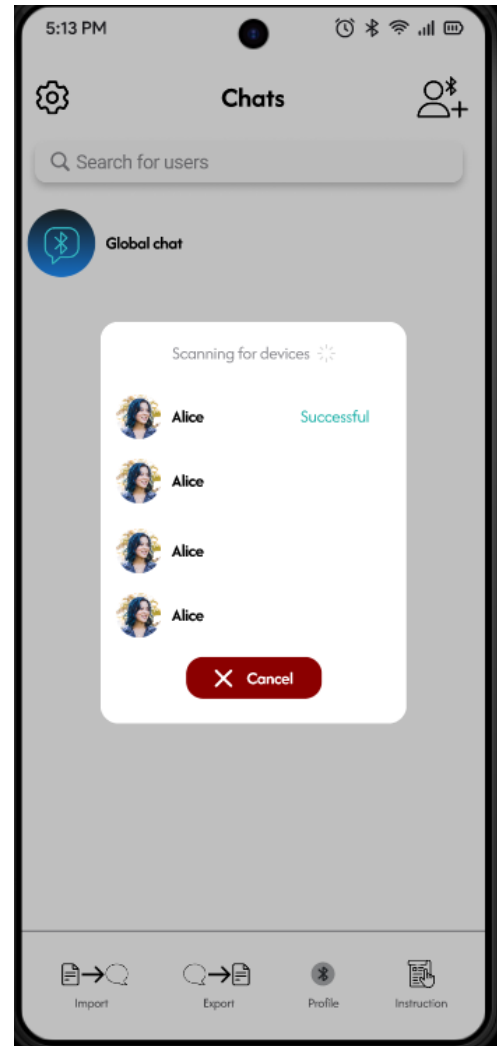 5:13 PM
Chats
Search for users
Global chat
Scanning for devices
Alice Successful
Alice
Alice
Alice
Cancel
Import Export Profile Instruction